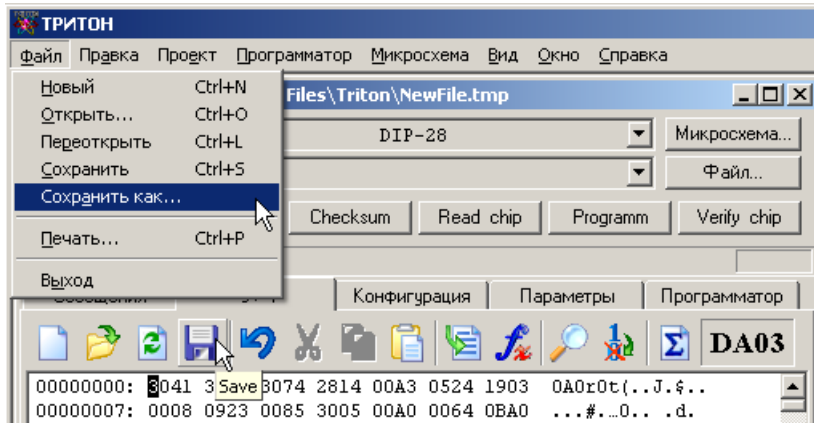 ТРИТОН
Файл Правка Проект Программатор Микросхема Вид Окно Справка
Новый Ctrl+N
Открыть... Ctrl+O
Переоткрыть Ctrl+L
Сохранить Ctrl+S
Сохранить как...
Печать... Ctrl+P
Выход
Files\Triton\NewFile.tmp
DIP-28 Микросхема...
Файл...
Checksum Read chip Programm Verify chip
Конфигурация Параметры Программатор
DA03
Save
00000000: 3041 3 3074 2814 00A3 0524 1903 0A0r0t(..J.$..
00000007: 0008 0923 0085 3005 00A0 0064 0BA0 ...#.…0.. .d.